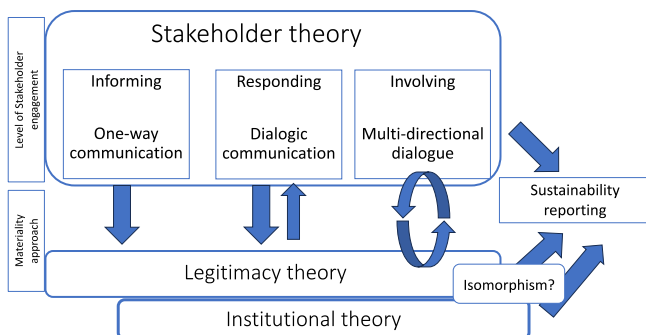 Stakeholder theory
Level of Stakeholder
engagement
Informing
One-way
communication
Responding
Dialogic
communication
Involving
Multi-directional
dialogue
Sustainability
reporting
Materiality
approach
Legitimacy theory
Isomorphism?
Institutional theory